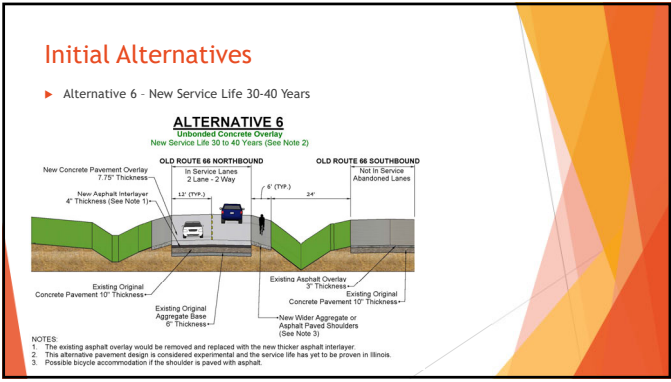 Initial Alternatives
Alternative 6 – New Service Life 30-40 Years
ALTERNATIVE 6
Unbonded Concrete Overlay
New Service Life 30 to 40 Years (See Note 2)
OLD ROUTE 66 NORTHBOUND
OLD ROUTE 66 SOUTHBOUND
In Service Lanes
2 Lane - 2 Way
Not In Service
Abandoned Lanes
New Concrete Pavement Overlay
7.75" Thickness
New Asphalt Interlayer
4" Thickness (See Note 1)
12' (TYP.)
6' (TYP.)
34'
Existing Original
Concrete Pavement 10" Thickness
Existing Original
Aggregate Base
6" Thickness
Existing Asphalt Overlay
3" Thickness
Existing Original
Concrete Pavement 10" Thickness
New Wider Aggregate or
Asphalt Paved Shoulders
(See Note 3)
NOTES:
1. The existing asphalt overlay would be removed and replaced with the new thicker asphalt interlayer.
2. This alternative pavement design is considered experimental and the service life has yet to be proven in Illinois.
3. Possible bicycle accommodation if the shoulder is paved with asphalt.